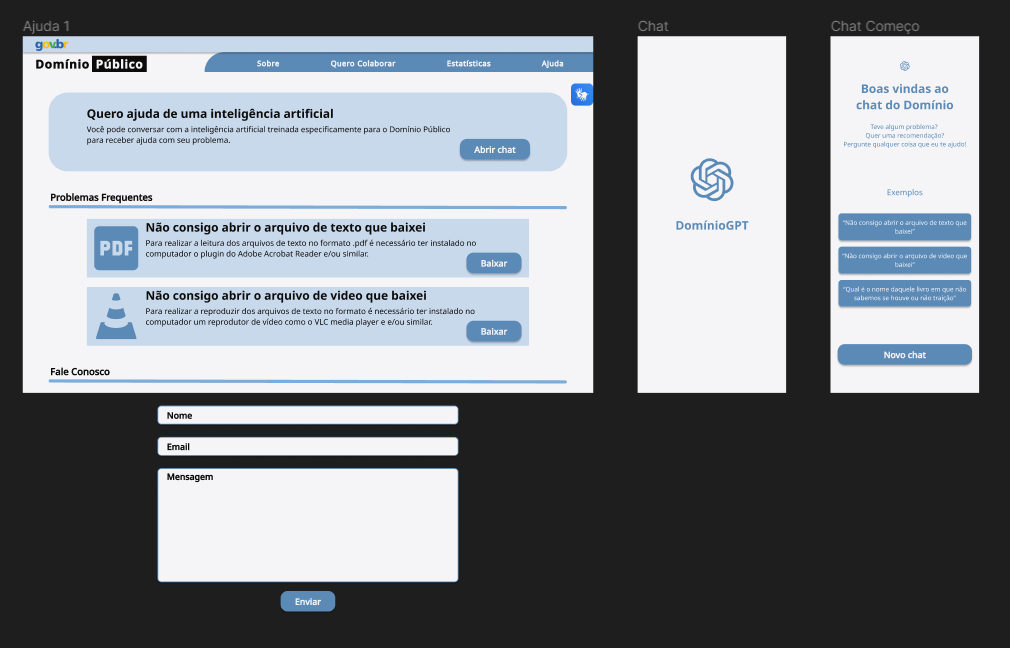 Ajuda 1
gov.br
Domínio Público
Sobre
Quero Colaborar
Estatísticas
Ajuda
Quero ajuda de uma inteligência artificial
Você pode conversar com a inteligência artificial treinada especificamente para o Domínio Público
para receber ajuda com seu problema.
Abrir chat
Problemas Frequentes
PDF
Não consigo abrir o arquivo de texto que baixei
Para realizar a leitura dos arquivos de texto no formato .pdf é necessário ter instalado no
computador o plugin do Adobe Acrobat Reader e/ou similar.
Baixar
Não consigo abrir o arquivo de video que baixei
Para realizar a reproduzir dos arquivos de texto no formato é necessário ter instalado no
computador um reprodutor de vídeo como o VLC media player e e/ou similar.
Baixar
Fale Conosco
Nome
Email
Mensagem
Enviar
Chat
DomínioGPT
Chat Começo
Boas vindas ao
chat do Domínio
Teve algum problema?
Quer uma recomendação?
Pergunte qualquer coisa que eu te ajudo!
Exemplos
"Não consigo abrir o arquivo de texto que
baixei"
"Não consigo abrir o arquivo de video que
baixei"
"Qual é o nome daquele livro em que não
sabemos se houve ou não traição"
Novo chat